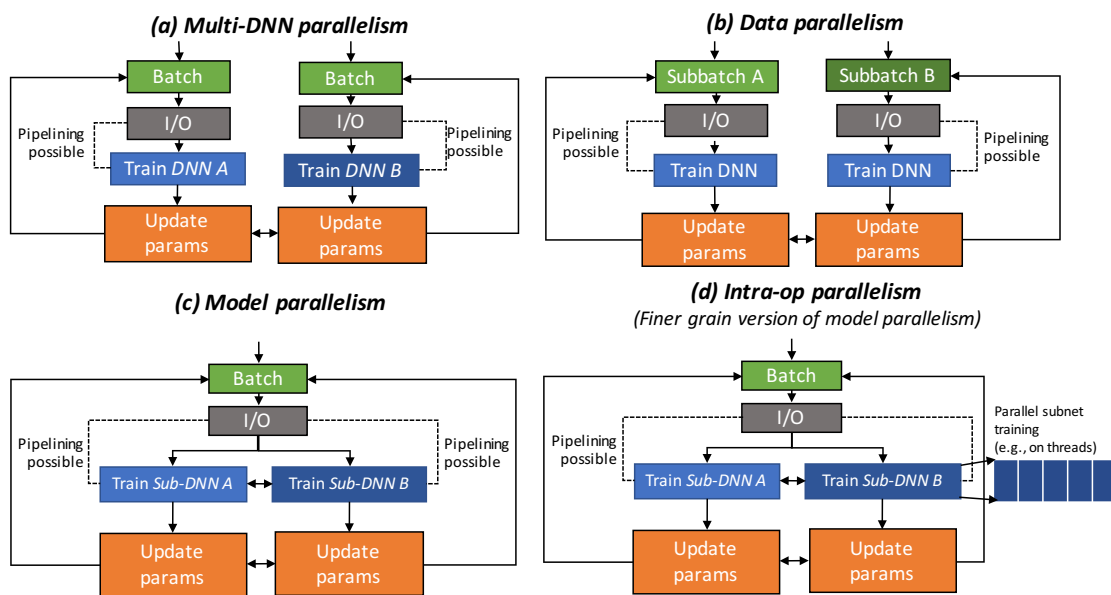 (a) Multi-DNN parallelism
Batch
Batch
I/O
I/O
Pipelining
possible
Pipelining
possible
Train DNN A
Train DNN B
Update
params
Update
params
(b) Data parallelism
Subbatch A
Subbatch B
I/O
I/O
Pipelining
possible
Pipelining
possible
Train DNN
Train DNN
Update
params
Update
params
(c) Model parallelism
Batch
I/O
Pipelining
possible
Pipelining
possible
Train Sub-DNN A
Train Sub-DNN B
Update
params
Update
params
(d) Intra-op parallelism
(Finer grain version of model parallelism)
Batch
I/O
Pipelining
possible
Parallel subnet
training
(e.g., on threads)
Train Sub-DNN A
Train Sub-DNN B
Update
params
Update
params